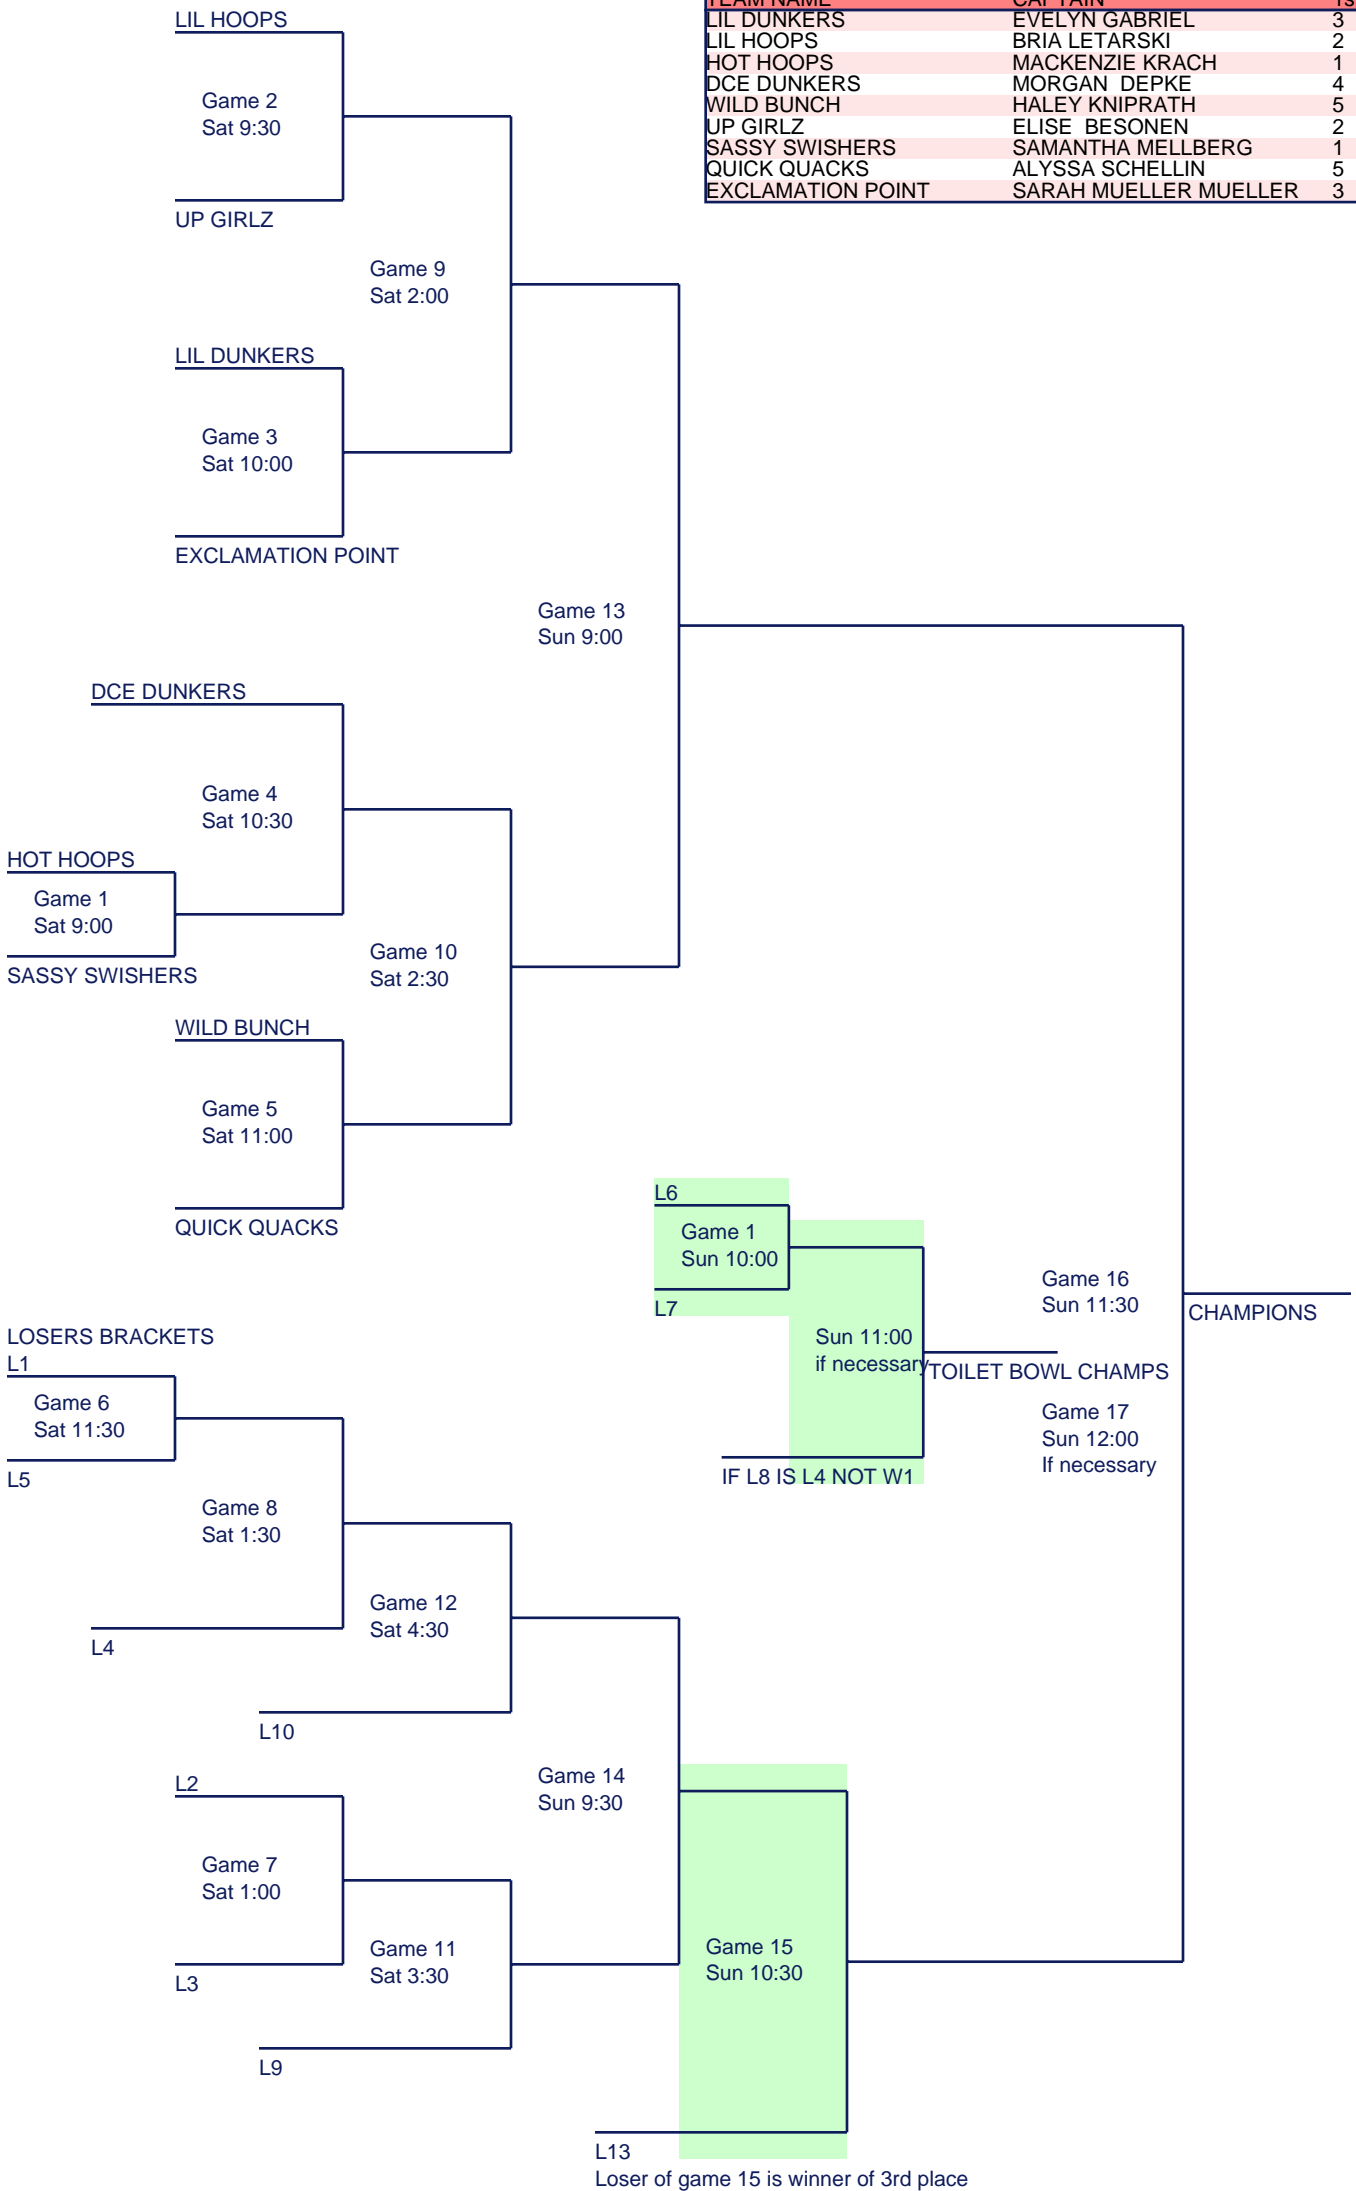 TEAM NAME CAPTAIN
LIL DUNKERS EVELYN GABRIEL 3
LIL HOOPS BRIA LETARSKI 2
HOT HOOPS MACKENZIE KRACH 1
DCE DUNKERS MORGAN  DEPKE 4
WILD BUNCH HALEY KNIPRATH 5
UP GIRLZ ELISE  BESONEN 2
SASSY SWISHERS SAMANTHA MELLBERG 1
QUICK QUACKS ALYSSA SCHELLIN 5
EXCLAMATION POINT SARAH MUELLER MUELLER 3
LIL HOOPS
Game 2
Sat 9:30
UP GIRLZ
Game 9
Sat 2:00
LIL DUNKERS
Game 3
Sat 10:00
EXCLAMATION POINT
Game 13
Sun 9:00
DCE DUNKERS
Game 4
Sat 10:30
HOT HOOPS
Game 1
Sat 9:00
SASSY SWISHERS
Game 10
Sat 2:30
WILD BUNCH
Game 5
Sat 11:00
QUICK QUACKS
L6
Game 1
Sun 10:00
L7
Sun 11:00
if necessary
TOILET BOWL CHAMPS
IF L8 IS L4 NOT W1
Game 16
Sun 11:30
CHAMPIONS
Game 17
Sun 12:00
If necessary
LOSERS BRACKETS
L1
Game 6
Sat 11:30
L5
Game 8
Sat 1:30
L4
Game 12
Sat 4:30
L10
L2
Game 14
Sun 9:30
Game 7
Sat 1:00
L3
Game 11
Sat 3:30
L9
Game 15
Sun 10:30
L13
Loser of game 15 is winner of 3rd place